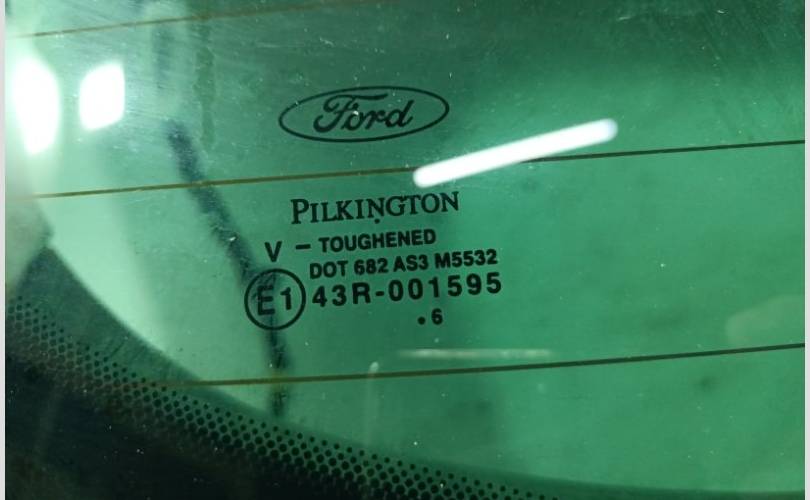 Ford
PILKINGTON
V - TOUGHENED
DOT 682 AS3 M5532
E1 43R-001595
.6